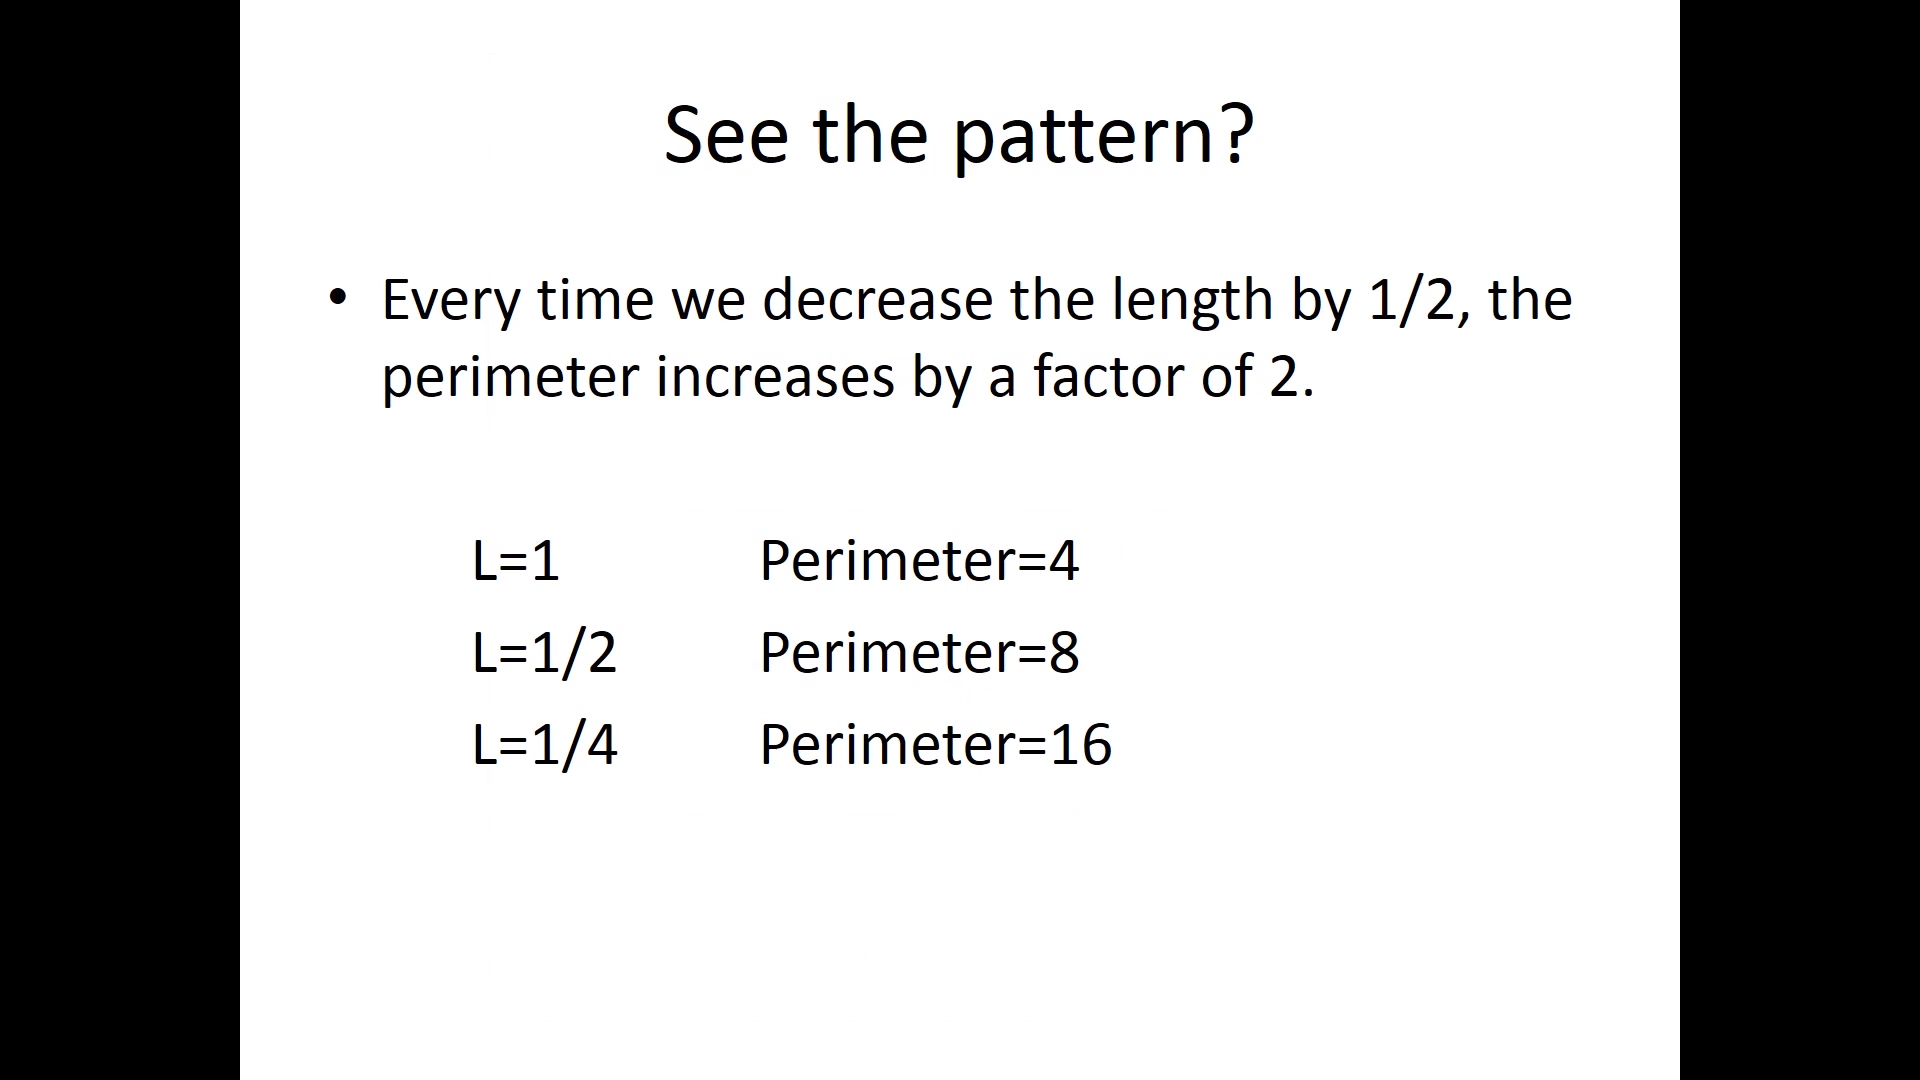 See the pattern?
• Every time we decrease the length by 1/2, the
perimeter increases by a factor of 2.
L=1 Perimeter=4
L=1/2 Perimeter=8
L=1/4 Perimeter=16